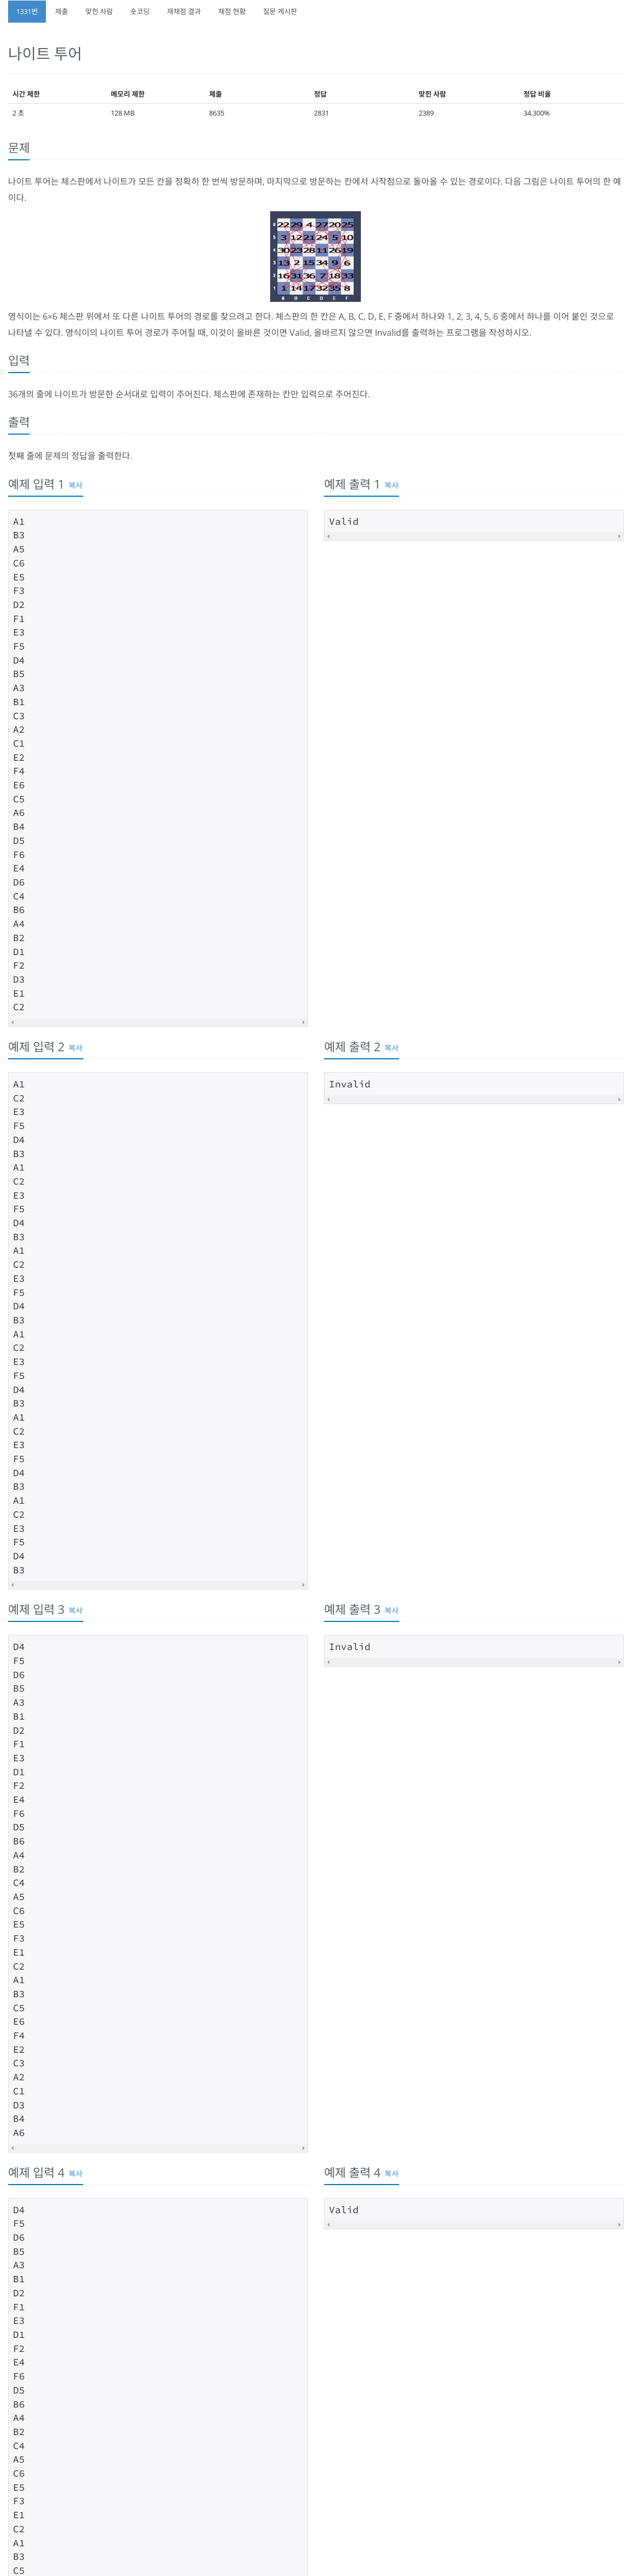 1331번 제출 맞힌 사람 숏코딩 재채점 결과 채점 현황 질문 게시판
나이트 투어
시간 제한 메모리 제한 제출 정답 맞힌 사람 정답 비율
2 초 128 MB 8635 2831 2389 34.300%
문제
나이트 투어는 체스판에서 나이트가 모든 칸을 정확히 한 번씩 방문하며, 마지막으로 방문하는 칸에서 시작점으로 돌아올 수 있는 경로이다. 다음 그림은 나이트 투어의 한 예
이다.
22 29 4 27 20 25
3 12 21 24 5 10
30 23 28 11 26 19
13 2 15 34 9 6
16 31 36 7 18 33
1 14 17 32 35 8
영식이는 6×6 체스판 위에서 또 다른 나이트 투어의 경로를 찾으려고 한다. 체스판의 한 칸은 A, B, C, D, E, F 중에서 하나와 1, 2, 3, 4, 5, 6 중에서 하나를 이어 붙인 것으로
나타낼 수 있다. 영식이의 나이트 투어 경로가 주어질 때, 이것이 올바른 것이면 Valid, 올바르지 않으면 Invalid를 출력하는 프로그램을 작성하시오.
입력
36개의 줄에 나이트가 방문한 순서대로 입력이 주어진다. 체스판에 존재하는 칸만 입력으로 주어진다.
출력
첫째 줄에 문제의 정답을 출력한다.
예제 입력 1 복사
A1
B3
A5
C6
E5
F3
D2
F1
E3
F5
D4
B5
A3
B1
C3
A2
C1
E2
F4
E6
C5
A6
B4
D5
F6
E4
D6
C4
B6
A4
B2
D1
F2
D3
E1
C2
예제 출력 1 복사
Valid
예제 입력 2 복사
A1
C2
E3
F5
D4
B3
A1
C2
E3
F5
D4
B3
A1
C2
E3
F5
D4
B3
A1
C2
E3
F5
D4
B3
A1
C2
E3
F5
D4
B3
A1
C2
E3
F5
D4
B3
예제 출력 2 복사
Invalid
예제 입력 3 복사
D4
F5
D6
B5
A3
B1
D2
F1
E3
D1
F2
E4
F6
D5
B6
A4
B2
C4
A5
C6
E5
F3
E1
C2
A1
B3
C5
E6
F4
E2
C3
A2
C1
D3
B4
A6
예제 출력 3 복사
Invalid
예제 입력 4 복사
D4
F5
D6
B5
A3
B1
D2
F1
E3
D1
F2
E4
F6
D5
B6
A4
B2
C4
A5
C6
E5
F3
E1
C2
A1
B3
C5
예제 출력 4 복사
Valid